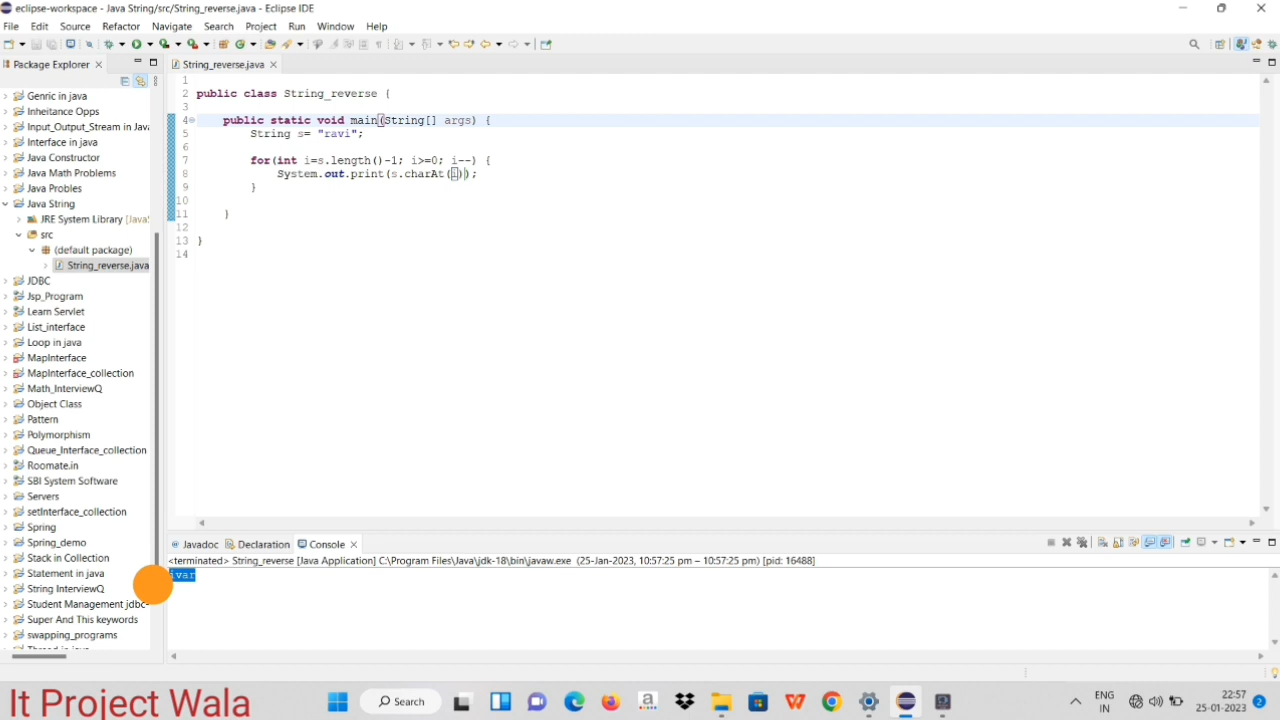 eclipse-workspace - Java String/src/String_reverse.java - Eclipse IDE
File Edit Source Refactor Navigate Search Project Run Window Help
Package Explorer
String_reverse.java
Genric in java
Inheitance Opps
Input_Output_Stream in Java
Interface in java
Java Constructor
Java Math Problems
Java Probles
Java String
JRE System Library [JavaS
src
(default package)
String_reverse.java
JDBC
Jsp_Program
Learn Servlet
List_interface
Loop in java
MapInterface
MapInterface_collection
Math_InterviewQ
Object Class
Pattern
Polymorphism
Queue_Interface_collection
Roomate.in
SBI System Software
Servers
setInterface_collection
Spring
Spring_demo
Stack in Collection
Statement in java
String InterviewQ
Student Management jdbc-
Super And This keywords
swapping_programs
1
2 public class String_reverse {
3
4 public static void main(String[] args) {
5 String s= "ravi";
6
7 for(int i=s.length()-1; i>=0; i--) {
8 System.out.print(s.charAt(i));
9 }
10
11 }
12
13 }
14
Javadoc Declaration Console
<terminated> String_reverse [Java Application] C:\Program Files\Java\jdk-18\bin\javaw.exe (25-Jan-2023, 10:57:25 pm – 10:57:25 pm) [pid: 16488]
ivar
It Project Wala
Search
ENG
IN
22:57
25-01-2023
2